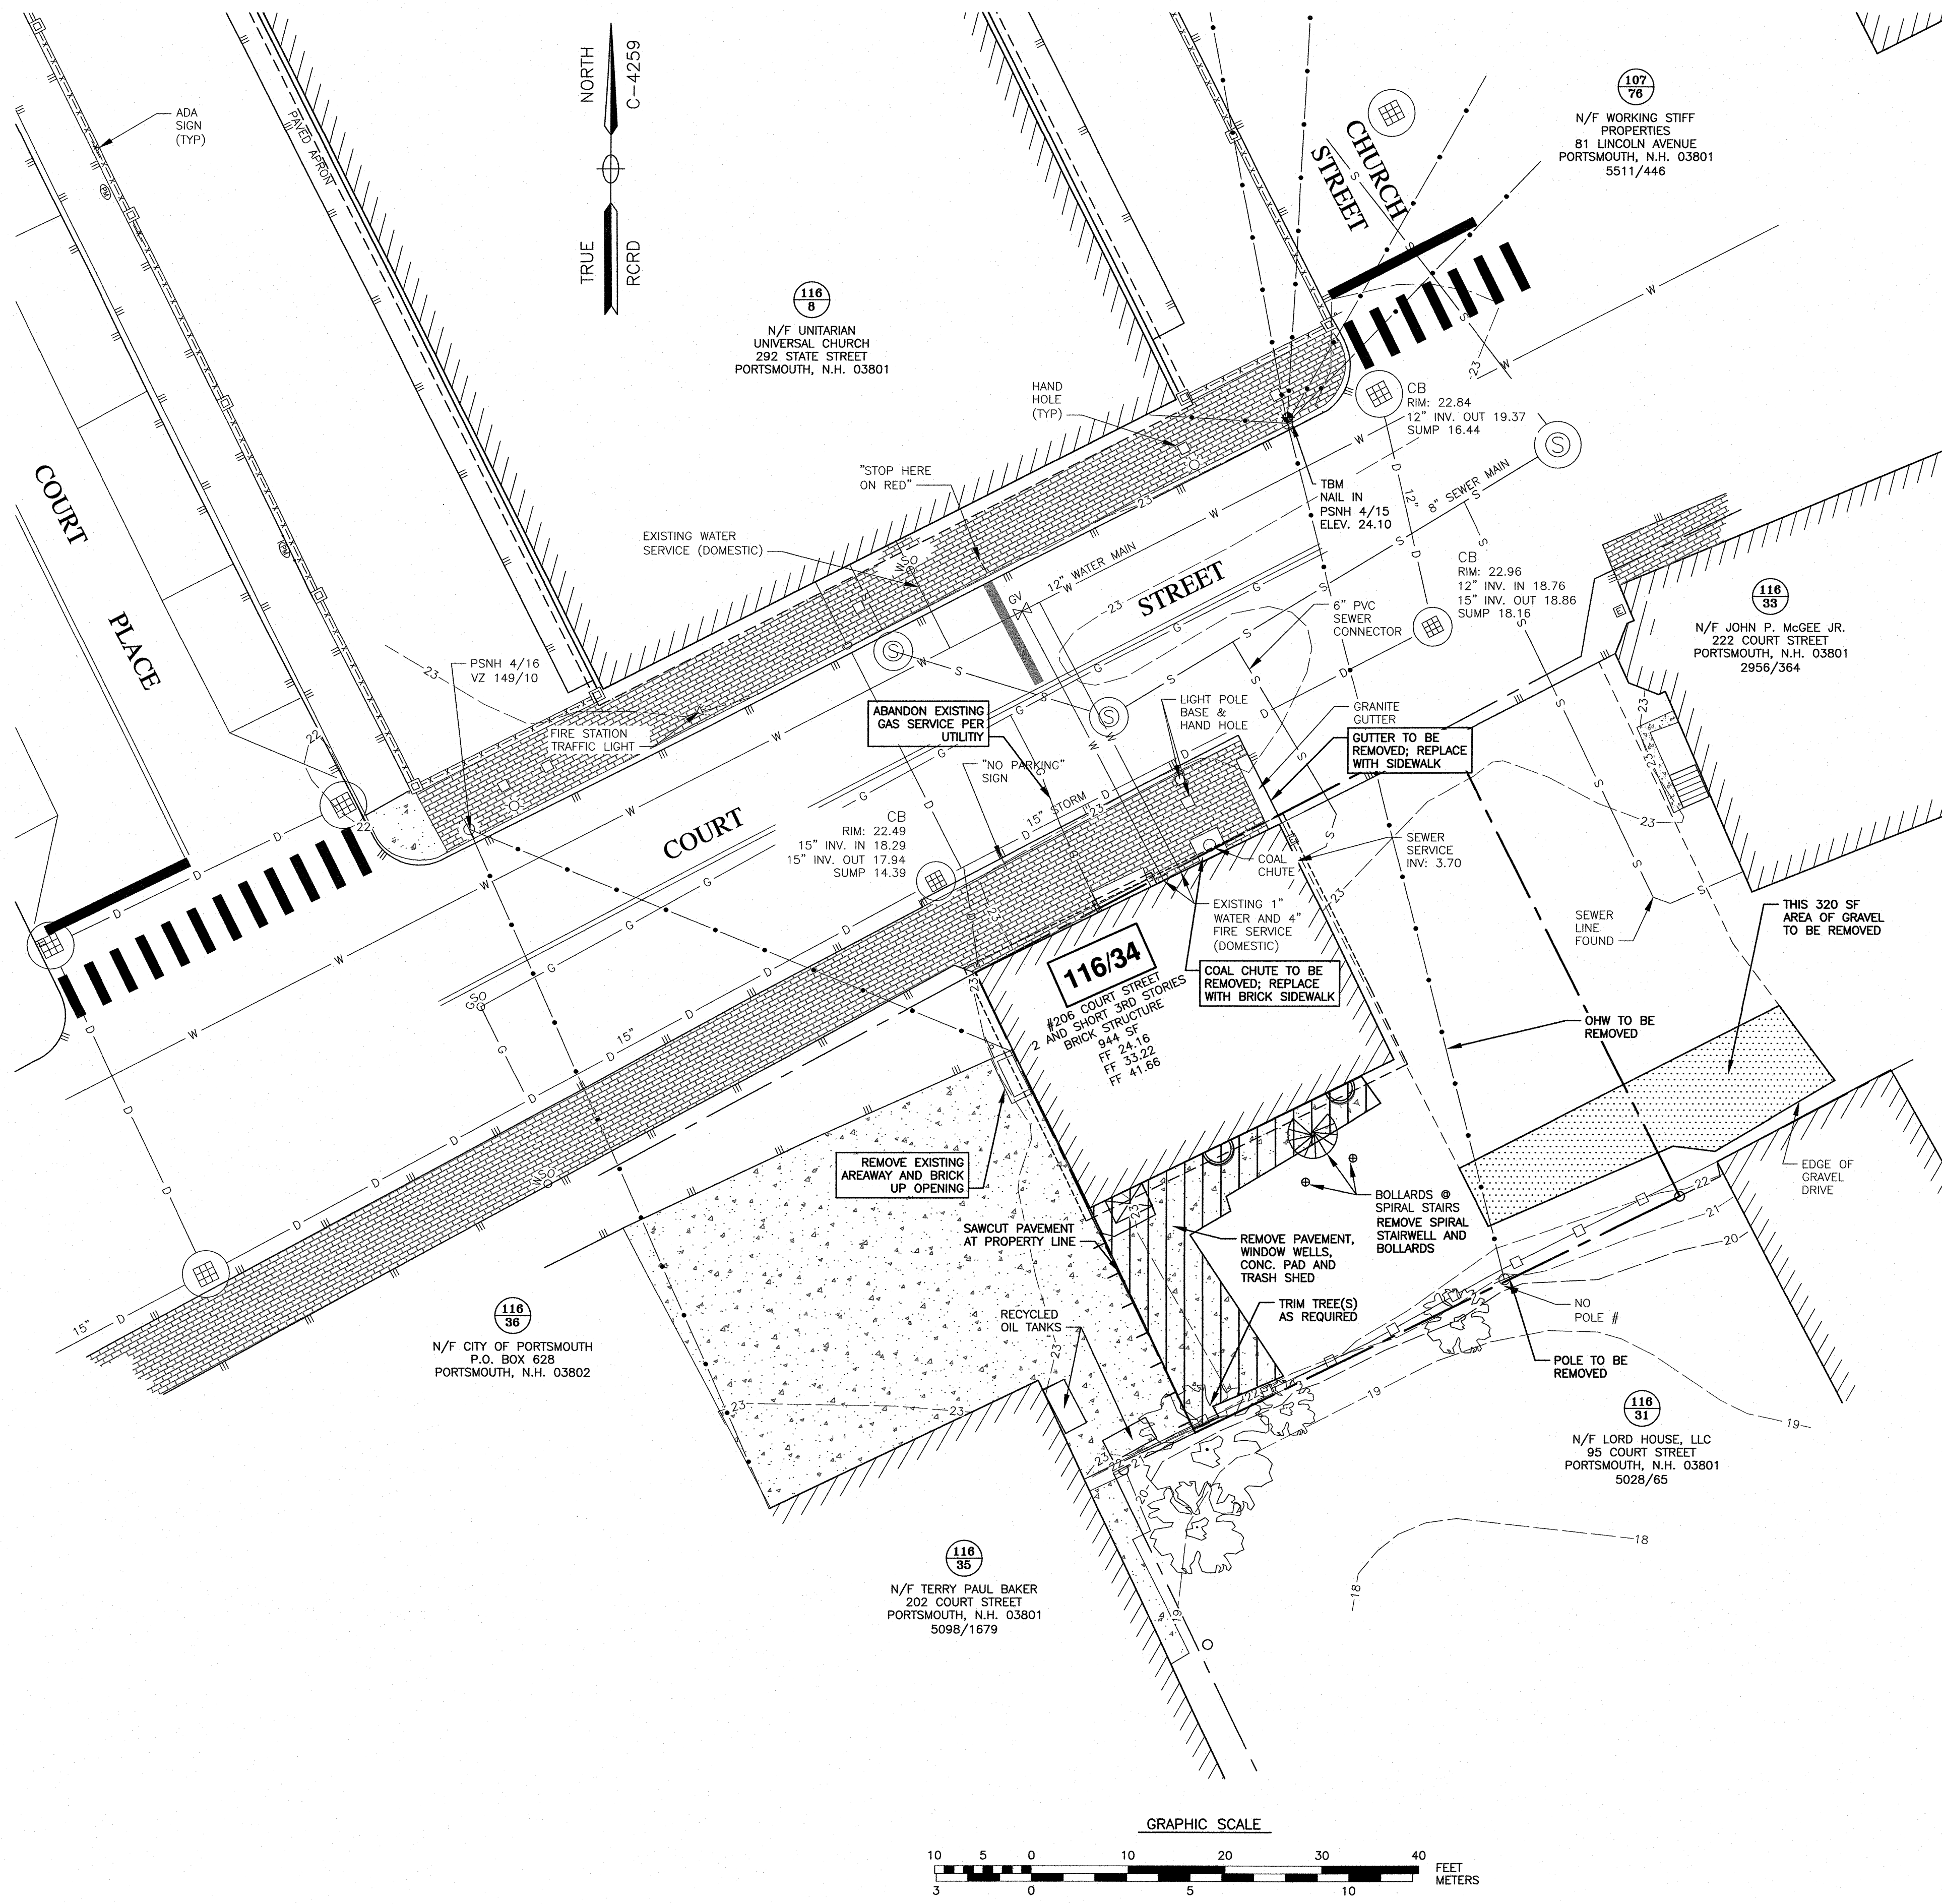 NORTH
C-4259
TRUE
RCRD
ADA
SIGN
(TYP)
PAVED APRON
107
76
N/F WORKING STIFF
PROPERTIES
81 LINCOLN AVENUE
PORTSMOUTH, N.H. 03801
5511/446
CHURCH
STREET
116
8
N/F UNITARIAN
UNIVERSAL CHURCH
292 STATE STREET
PORTSMOUTH, N.H. 03801
HAND
HOLE
(TYP)
CB
RIM: 22.84
12" INV. OUT 19.37
SUMP 16.44
"STOP HERE
ON RED"
TBM
NAIL IN
PSNH 4/15
ELEV. 24.10
12"
8" SEWER MAIN
COURT
PLACE
EXISTING WATER
SERVICE (DOMESTIC)
WSO
GV
12" WATER MAIN
STREET
CB
RIM: 22.96
12" INV. IN 18.76
15" INV. OUT 18.86
SUMP 18.16
6" PVC
SEWER
CONNECTOR
116
33
N/F JOHN P. McGEE JR.
222 COURT STREET
PORTSMOUTH, N.H. 03801
2956/364
PSNH 4/16
VZ 149/10
FIRE STATION
TRAFFIC LIGHT
ABANDON EXISTING
GAS SERVICE PER
UTILITIY
LIGHT POLE
BASE &
HAND HOLE
GRANITE
GUTTER
GUTTER TO BE
REMOVED; REPLACE
WITH SIDEWALK
"NO PARKING"
SIGN
15" STORM
COURT
CB
RIM: 22.49
15" INV. IN 18.29
15" INV. OUT 17.94
SUMP 14.39
COAL
CHUTE
SEWER
SERVICE
INV: 3.70
EXISTING 1"
WATER AND 4"
FIRE SERVICE
(DOMESTIC)
SEWER
LINE
FOUND
THIS 320 SF
AREA OF GRAVEL
TO BE REMOVED
116/34
#206 COURT STREET
2 AND SHORT 3RD STORIES
BRICK STRUCTURE
944 SF
FF 24.16
FF 33.22
FF 41.66
COAL CHUTE TO BE
REMOVED; REPLACE
WITH BRICK SIDEWALK
GSO
15"
OHW TO BE
REMOVED
REMOVE EXISTING
AREAWAY AND BRICK
UP OPENING
WSO
EDGE OF
GRAVEL
DRIVE
BOLLARDS @
SPIRAL STAIRS
REMOVE SPIRAL
STAIRWELL AND
BOLLARDS
SAWCUT PAVEMENT
AT PROPERTY LINE
REMOVE PAVEMENT,
WINDOW WELLS,
CONC. PAD AND
TRASH SHED
TRIM TREE(S)
AS REQUIRED
RECYCLED
OIL TANKS
NO
POLE #
POLE TO BE
REMOVED
15"
116
36
N/F CITY OF PORTSMOUTH
P.O. BOX 628
PORTSMOUTH, N.H. 03802
116
31
N/F LORD HOUSE, LLC
95 COURT STREET
PORTSMOUTH, N.H. 03801
5028/65
116
35
N/F TERRY PAUL BAKER
202 COURT STREET
PORTSMOUTH, N.H. 03801
5098/1679
GRAPHIC SCALE
10 5 0 10 20 30 40
FEET
METERS
3 0 5 10